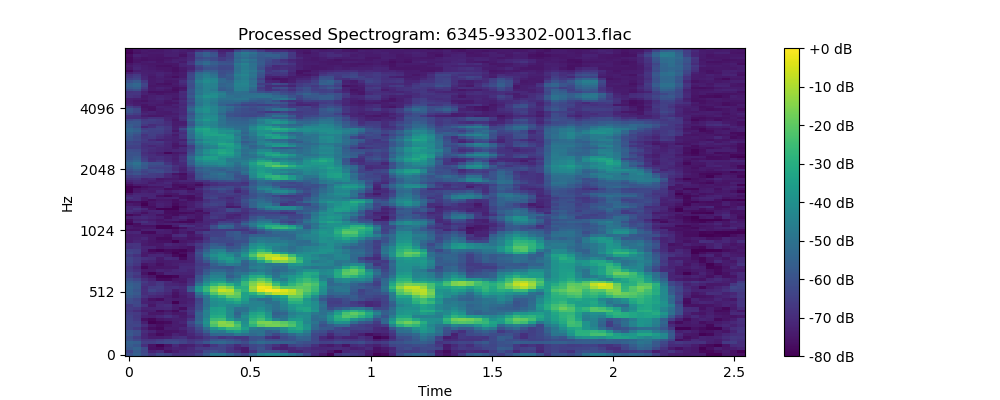 Processed Spectrogram: 6345-93302-0013.flac
+0 dB
4096
-10 dB
-20 dB
2048
-30 dB
Hz
-40 dB
1024
-50 dB
512
-60 dB
-70 dB
0
-80 dB
0 0.5 1 1.5 2 2.5
Time